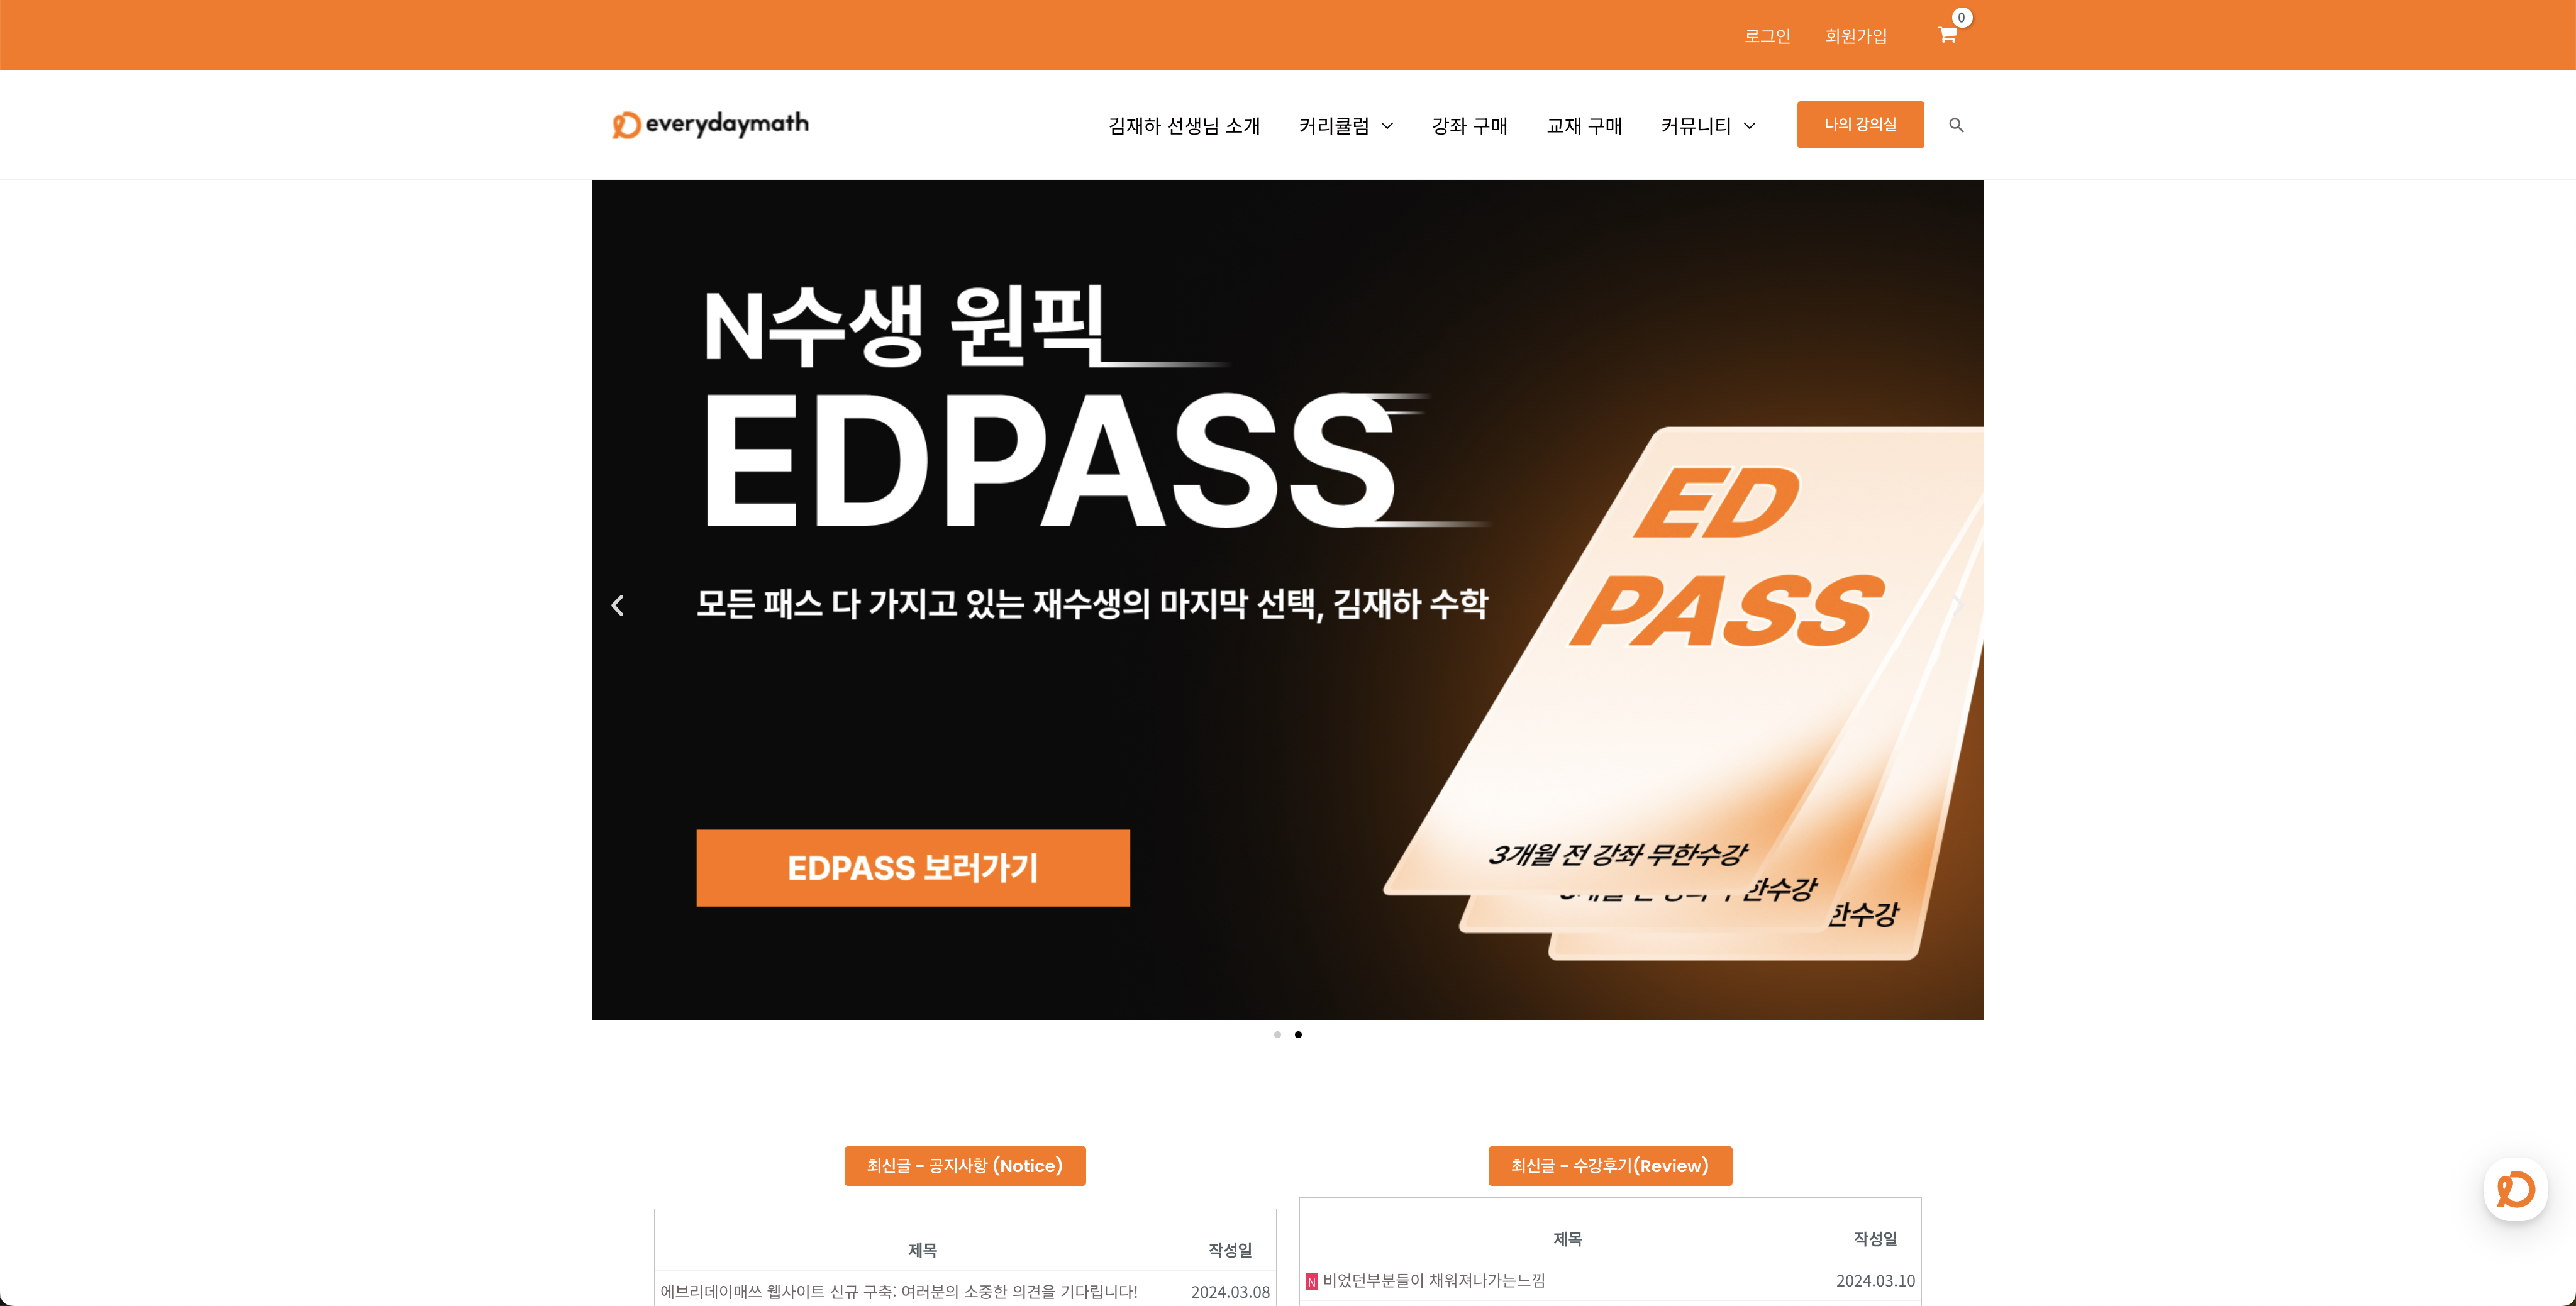 로그인
회원가입
0
everydaymath
김재하 선생님 소개
커리큘럼
강좌 구매
교재 구매
커뮤니티
나의 강의실
N수생 원픽
EDPASS
모든 패스 다 가지고 있는 재수생의 마지막 선택, 김재하 수학
EDPASS 보러가기
ED
PASS
3개월 전 강좌 무한수강
무한수강
한수강
최신글 - 공지사항 (Notice)
제목 작성일
에브리데이매쓰 웹사이트 신규 구축: 여러분의 소중한 의견을 기다립니다! 2024.03.08
최신글 - 수강후기(Review)
제목 작성일
N 비었던부분들이 채워져나가는느낌 2024.03.10